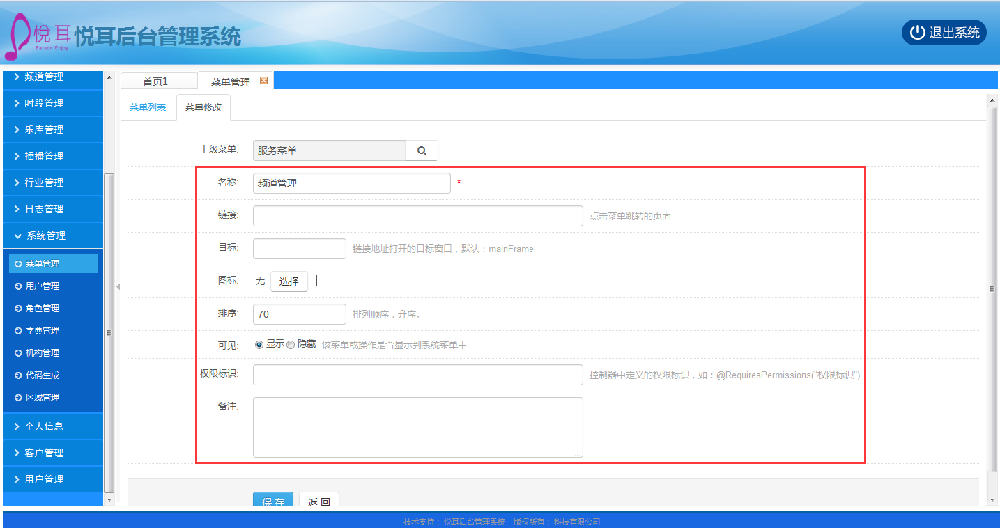 悦耳
Earson Enjoy
悦耳后台管理系统
退出系统
频道管理
时段管理
乐库管理
插播管理
行业管理
日志管理
系统管理
菜单管理
用户管理
角色管理
字典管理
机构管理
代码生成
区域管理
个人信息
客户管理
用户管理
首页1 菜单管理
菜单列表 菜单修改
上级菜单: 服务菜单
名称: 频道管理 *
链接: 点击菜单跳转的页面
目标: 链接地址打开的目标窗口，默认：mainFrame
图标: 无 选择
排序: 70 排列顺序，升序。
可见: 显示 隐藏 该菜单或操作是否显示到系统菜单中
权限标识: 控制器中定义的权限标识，如：@RequiresPermissions("权限标识")
备注:
保 存 返 回
技术支持： 悦耳后台管理系统 版权所有： 科技有限公司